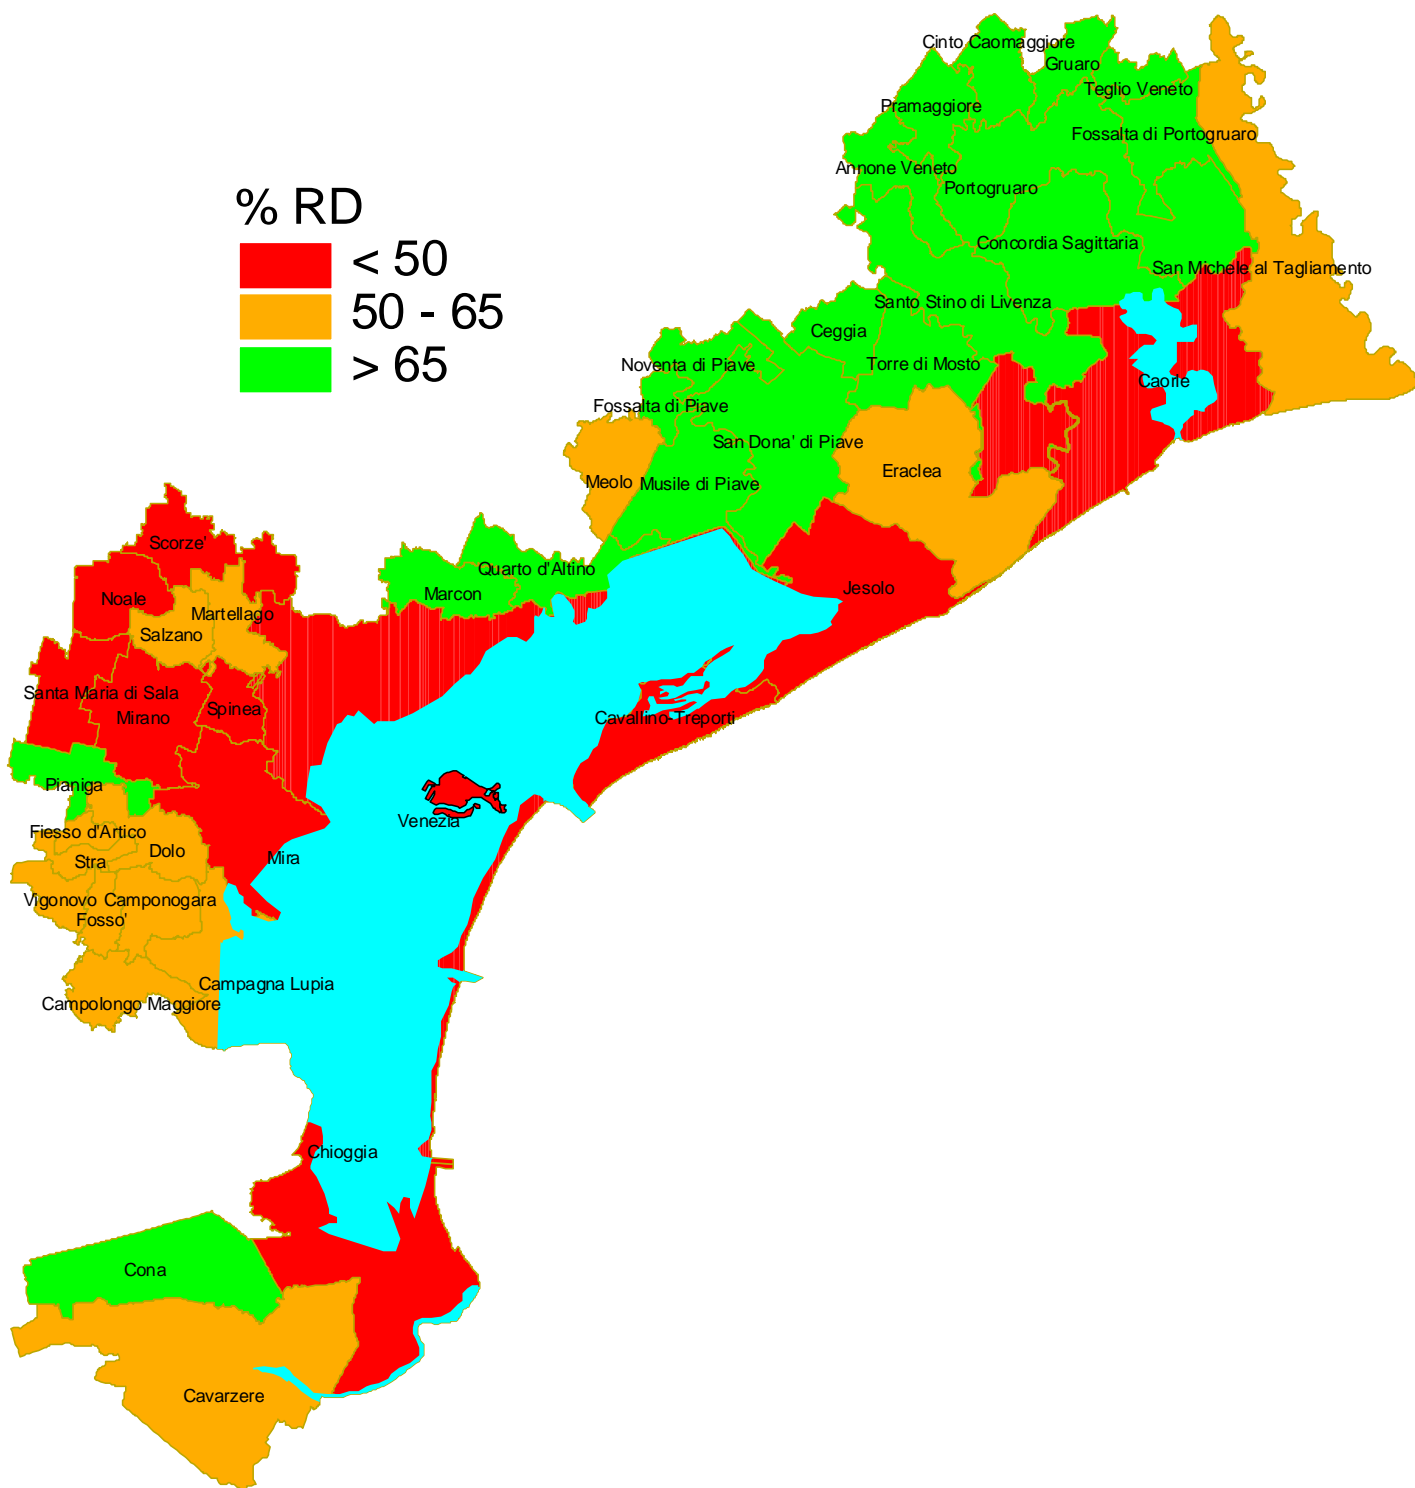 Cinto Caomaggiore
Gruaro
Teglio Veneto
Pramaggiore
Fossalta di Portogruaro
Annone Veneto
Portogruaro
% RD
< 50
50 - 65
> 65
Concordia Sagittaria
San Michele al Tagliamento
Santo Stino di Livenza
Ceggia
Torre di Mosto
Noventa di Piave
Caorle
Fossalta di Piave
San Dona' di Piave
Eraclea
Meolo
Musile di Piave
Scorze'
Quarto d'Altino
Jesolo
Marcon
Noale
Martellago
Salzano
Santa Maria di Sala
Spinea
Mirano
Cavallino-Treporti
Pianiga
Venezia
Fiesso d'Artico
Dolo
Mira
Stra
Vigonovo
Camponogara
Fosso'
Campagna Lupia
Campolongo Maggiore
Chioggia
Cona
Cavarzere